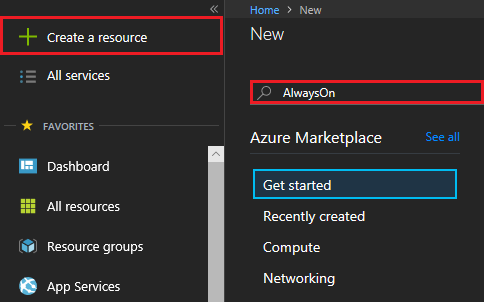 Create a resource
All services
FAVORITES
Dashboard
All resources
Resource groups
App Services
Home > New
New
AlwaysOn
Azure Marketplace See all
Get started
Recently created
Compute
Networking